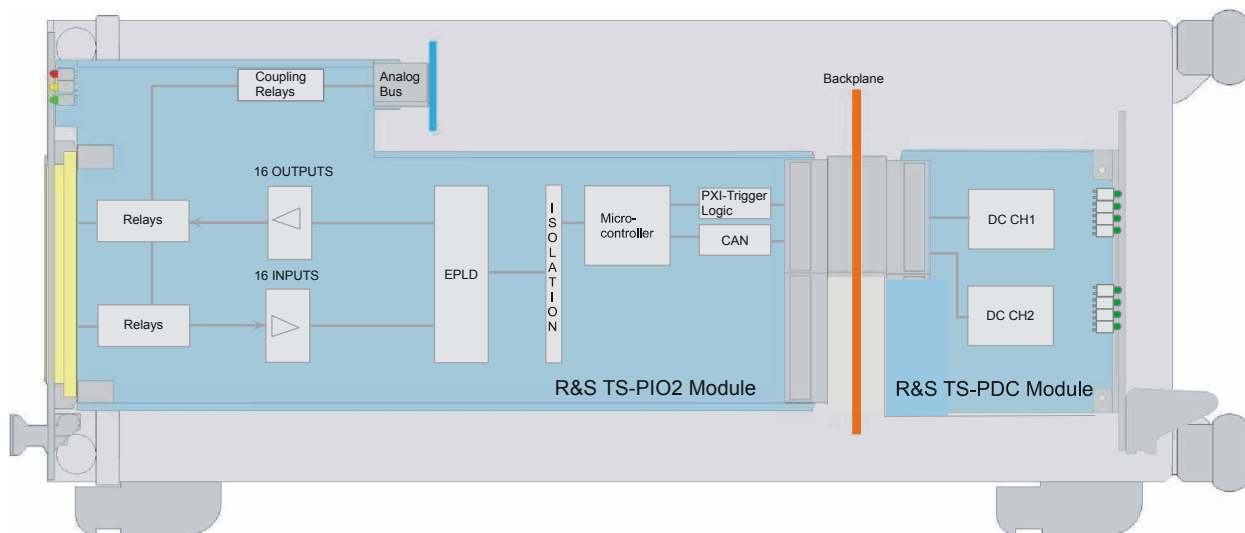 Coupling
Relays
Analog
Bus
Backplane
16 OUTPUTS
Relays
16 INPUTS
Relays
EPLD
ISOLATION
Micro-
controller
PXI-Trigger
Logic
CAN
DC CH1
DC CH2
R&S TS-PIO2 Module
R&S TS-PDC Module